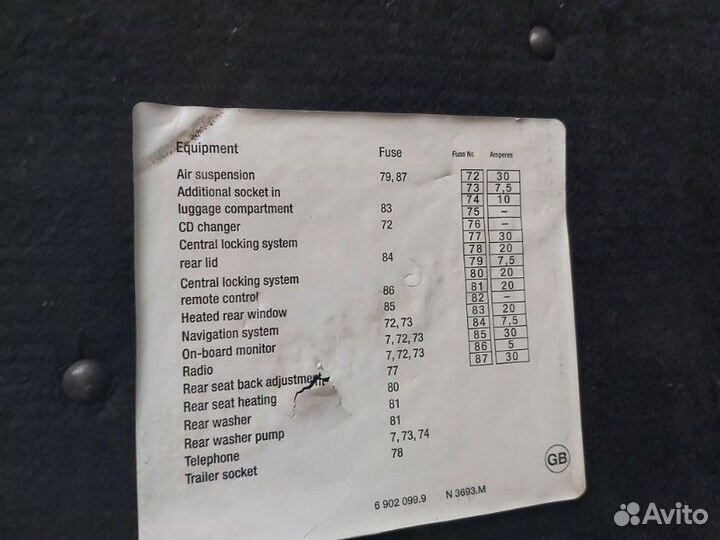 Equipment Fuse Fuse Nr. Amperes
Air suspension 79, 87
Additional socket in
luggage compartment 83
CD changer 72
Central locking system
rear lid 84
Central locking system
remote control 86
Heated rear window 85
Navigation system 72, 73
On-board monitor 7, 72, 73
Radio 7, 72, 73
Rear seat back adjustment 77
Rear seat heating 80
Rear washer 81
Rear washer pump 81
Telephone 7, 73, 74
Trailer socket 78
72 30
73 7,5
74 10
75 –
76 –
77 30
78 20
79 7,5
80 20
81 20
82 –
83 20
84 7,5
85 30
86 5
87 30
GB
6 902 099.9 N 3693.M
Avito